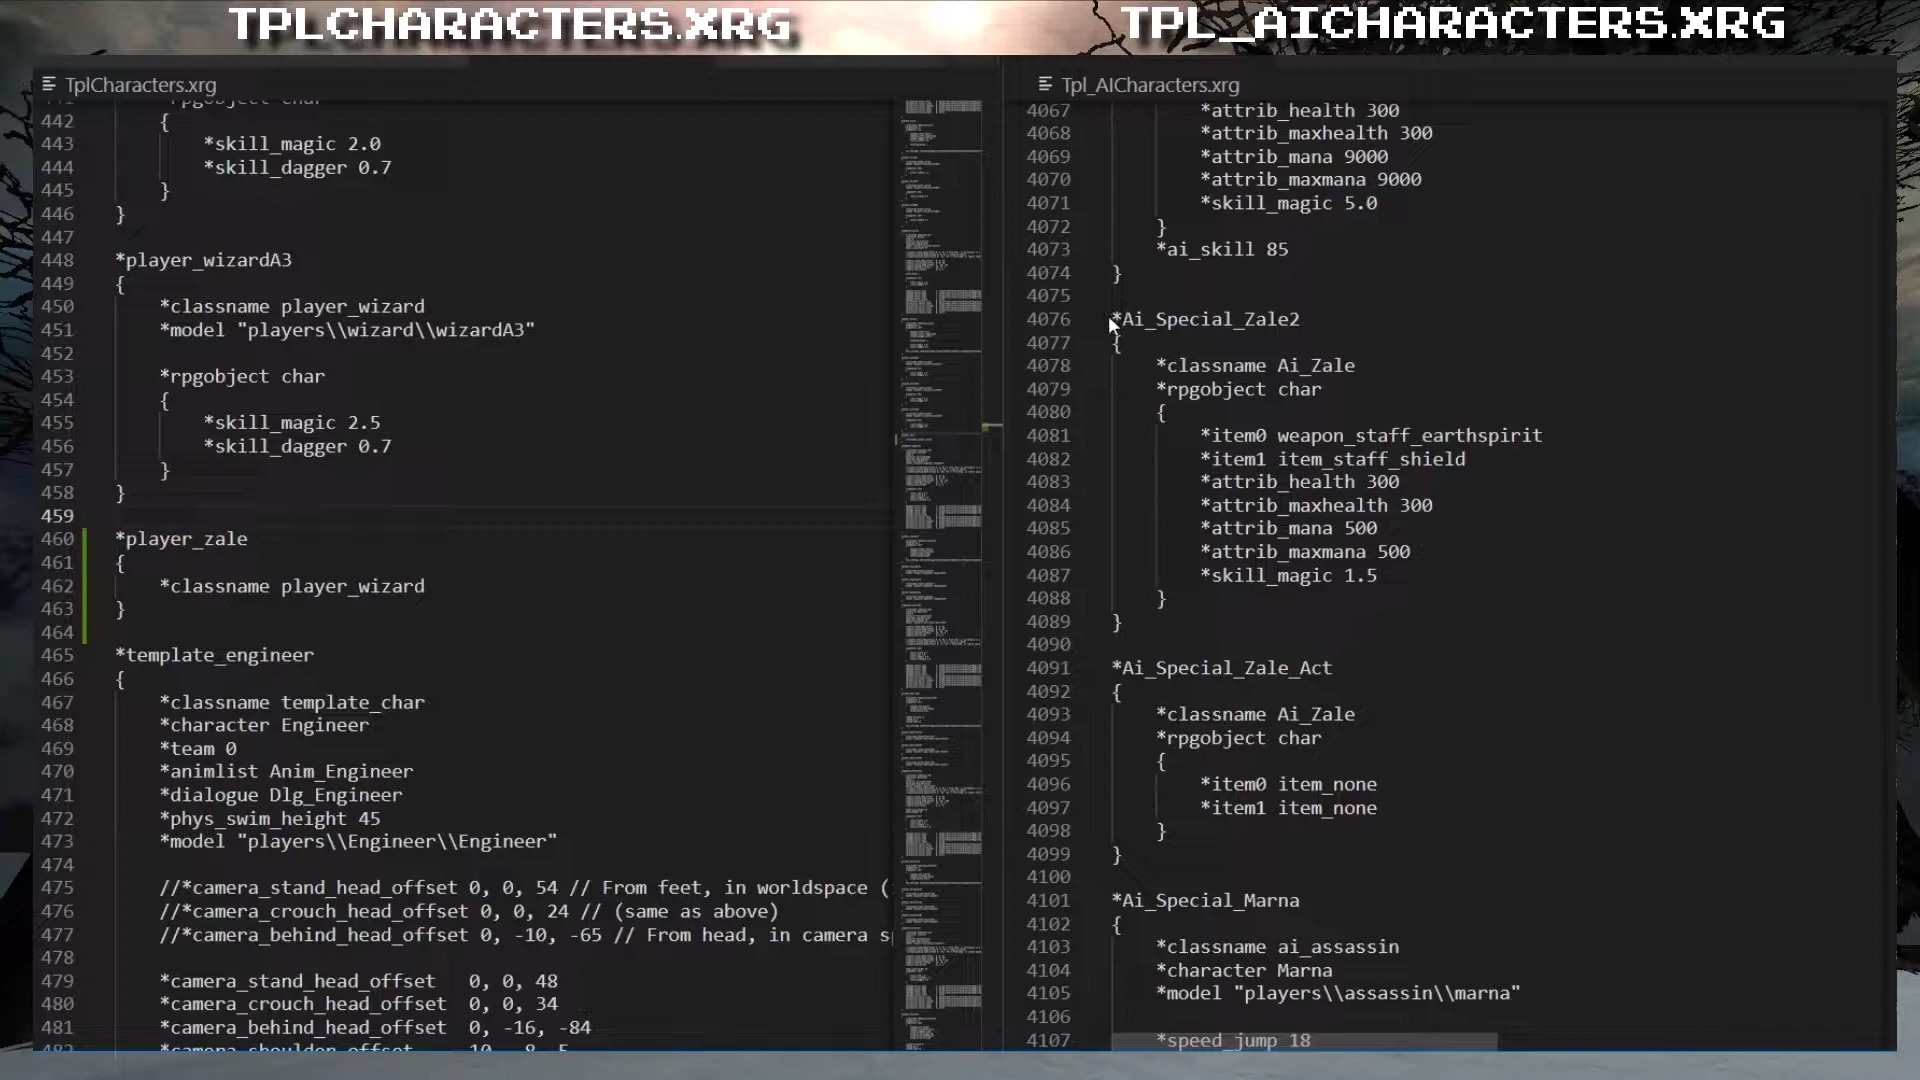 TPLCHARACTERS.XRG
TPL_AICHARACTERS.XRG
TplCharacters.xrg
441 *rpgobject char
442 {
443 *skill_magic 2.0
444 *skill_dagger 0.7
445 }
446 }
447
448 *player_wizardA3
449 {
450 *classname player_wizard
451 *model "players\\wizard\\wizardA3"
452
453 *rpgobject char
454 {
455 *skill_magic 2.5
456 *skill_dagger 0.7
457 }
458 }
459
460 *player_zale
461 {
462 *classname player_wizard
463 }
464
465 *template_engineer
466 {
467 *classname template_char
468 *character Engineer
469 *team 0
470 *animlist Anim_Engineer
471 *dialogue Dlg_Engineer
472 *phys_swim_height 45
473 *model "players\\Engineer\\Engineer"
474
475 //*camera_stand_head_offset 0, 0, 54 // From feet, in worldspace (
476 //*camera_crouch_head_offset 0, 0, 24 // (same as above)
477 //*camera_behind_head_offset 0, -10, -65 // From head, in camera s
478
479 *camera_stand_head_offset 0, 0, 48
480 *camera_crouch_head_offset 0, 0, 34
481 *camera_behind_head_offset 0, -16, -84
482 *camera_shoulder_offset 10, -8, 5
Tpl_AICharacters.xrg
4067 *attrib_health 300
4068 *attrib_maxhealth 300
4069 *attrib_mana 9000
4070 *attrib_maxmana 9000
4071 *skill_magic 5.0
4072 }
4073 *ai_skill 85
4074 }
4075
4076 *Ai_Special_Zale2
4077 {
4078 *classname Ai_Zale
4079 *rpgobject char
4080 {
4081 *item0 weapon_staff_earthspirit
4082 *item1 item_staff_shield
4083 *attrib_health 300
4084 *attrib_maxhealth 300
4085 *attrib_mana 500
4086 *attrib_maxmana 500
4087 *skill_magic 1.5
4088 }
4089 }
4090
4091 *Ai_Special_Zale_Act
4092 {
4093 *classname Ai_Zale
4094 *rpgobject char
4095 {
4096 *item0 item_none
4097 *item1 item_none
4098 }
4099 }
4100
4101 *Ai_Special_Marna
4102 {
4103 *classname ai_assassin
4104 *character Marna
4105 *model "players\\assassin\\marna"
4106
4107 *speed_jump 18